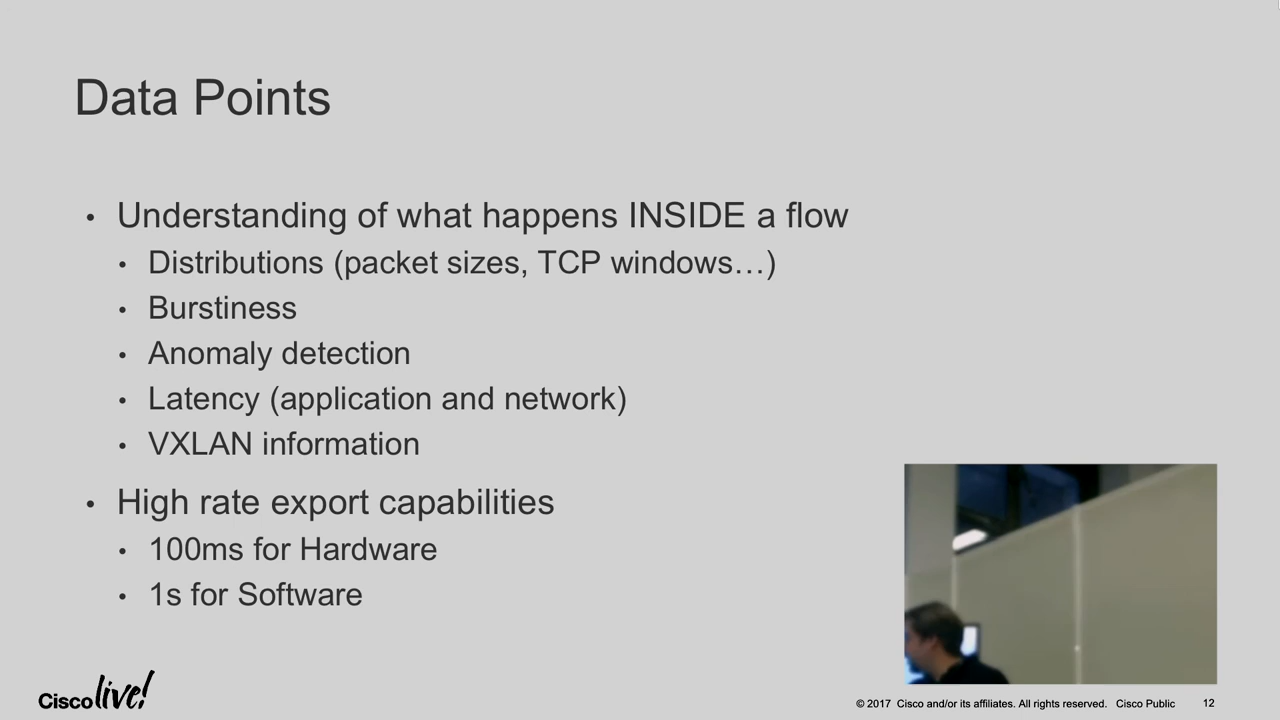 Data Points
• Understanding of what happens INSIDE a flow
• Distributions (packet sizes, TCP windows…)
• Burstiness
• Anomaly detection
• Latency (application and network)
• VXLAN information
• High rate export capabilities
• 100ms for Hardware
• 1s for Software
Cisco live!
© 2017 Cisco and/or its affiliates. All rights reserved. Cisco Public 12